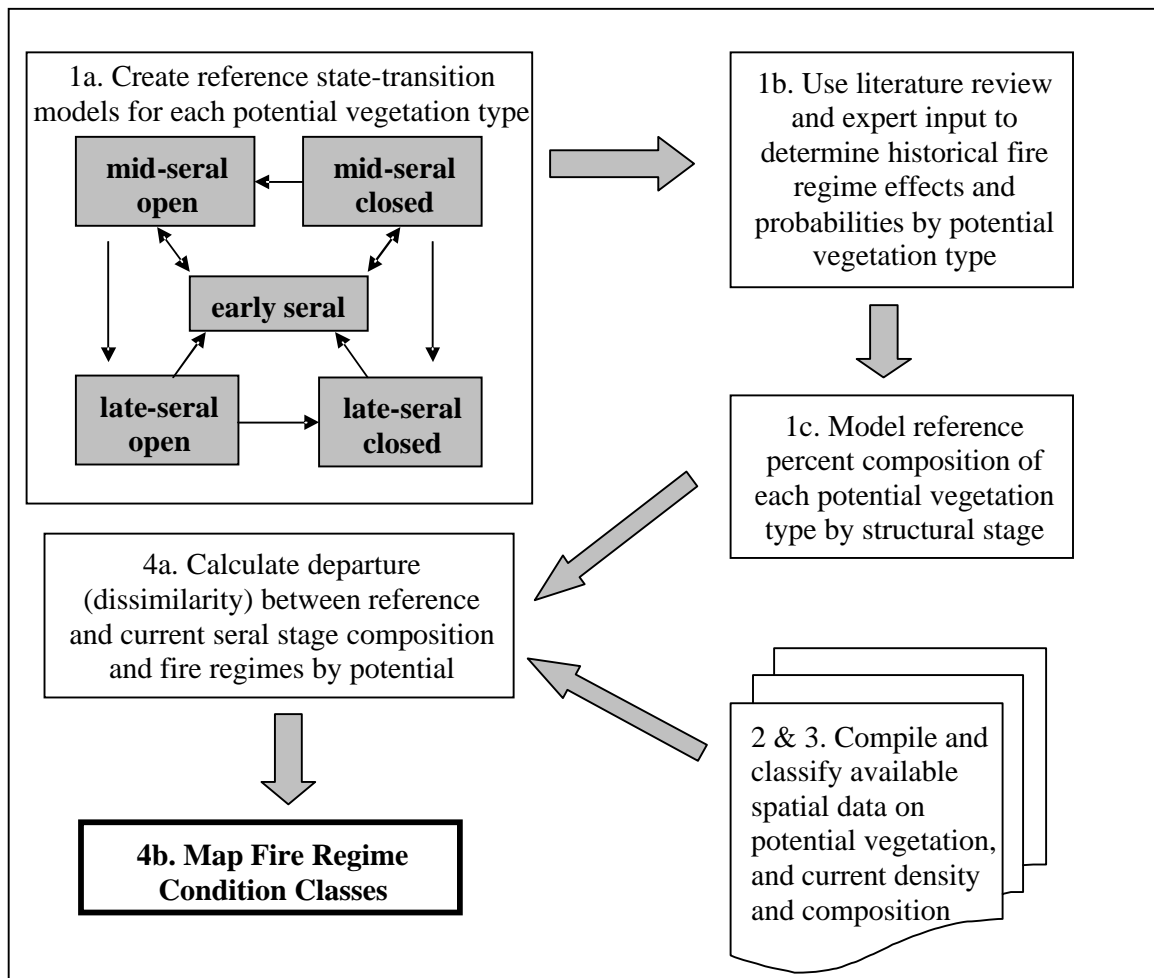 1a. Create reference state-transition
models for each potential vegetation type
mid-seral
open
mid-seral
closed
early seral
late-seral
open
late-seral
closed
1b. Use literature review
and expert input to
determine historical fire
regime effects and
probabilities by potential
vegetation type
1c. Model reference
percent composition of
each potential vegetation
type by structural stage
4a. Calculate departure
(dissimilarity) between reference
and current seral stage composition
and fire regimes by potential
2 & 3. Compile and
classify available
spatial data on
potential vegetation,
and current density
and composition
4b. Map Fire Regime
Condition Classes